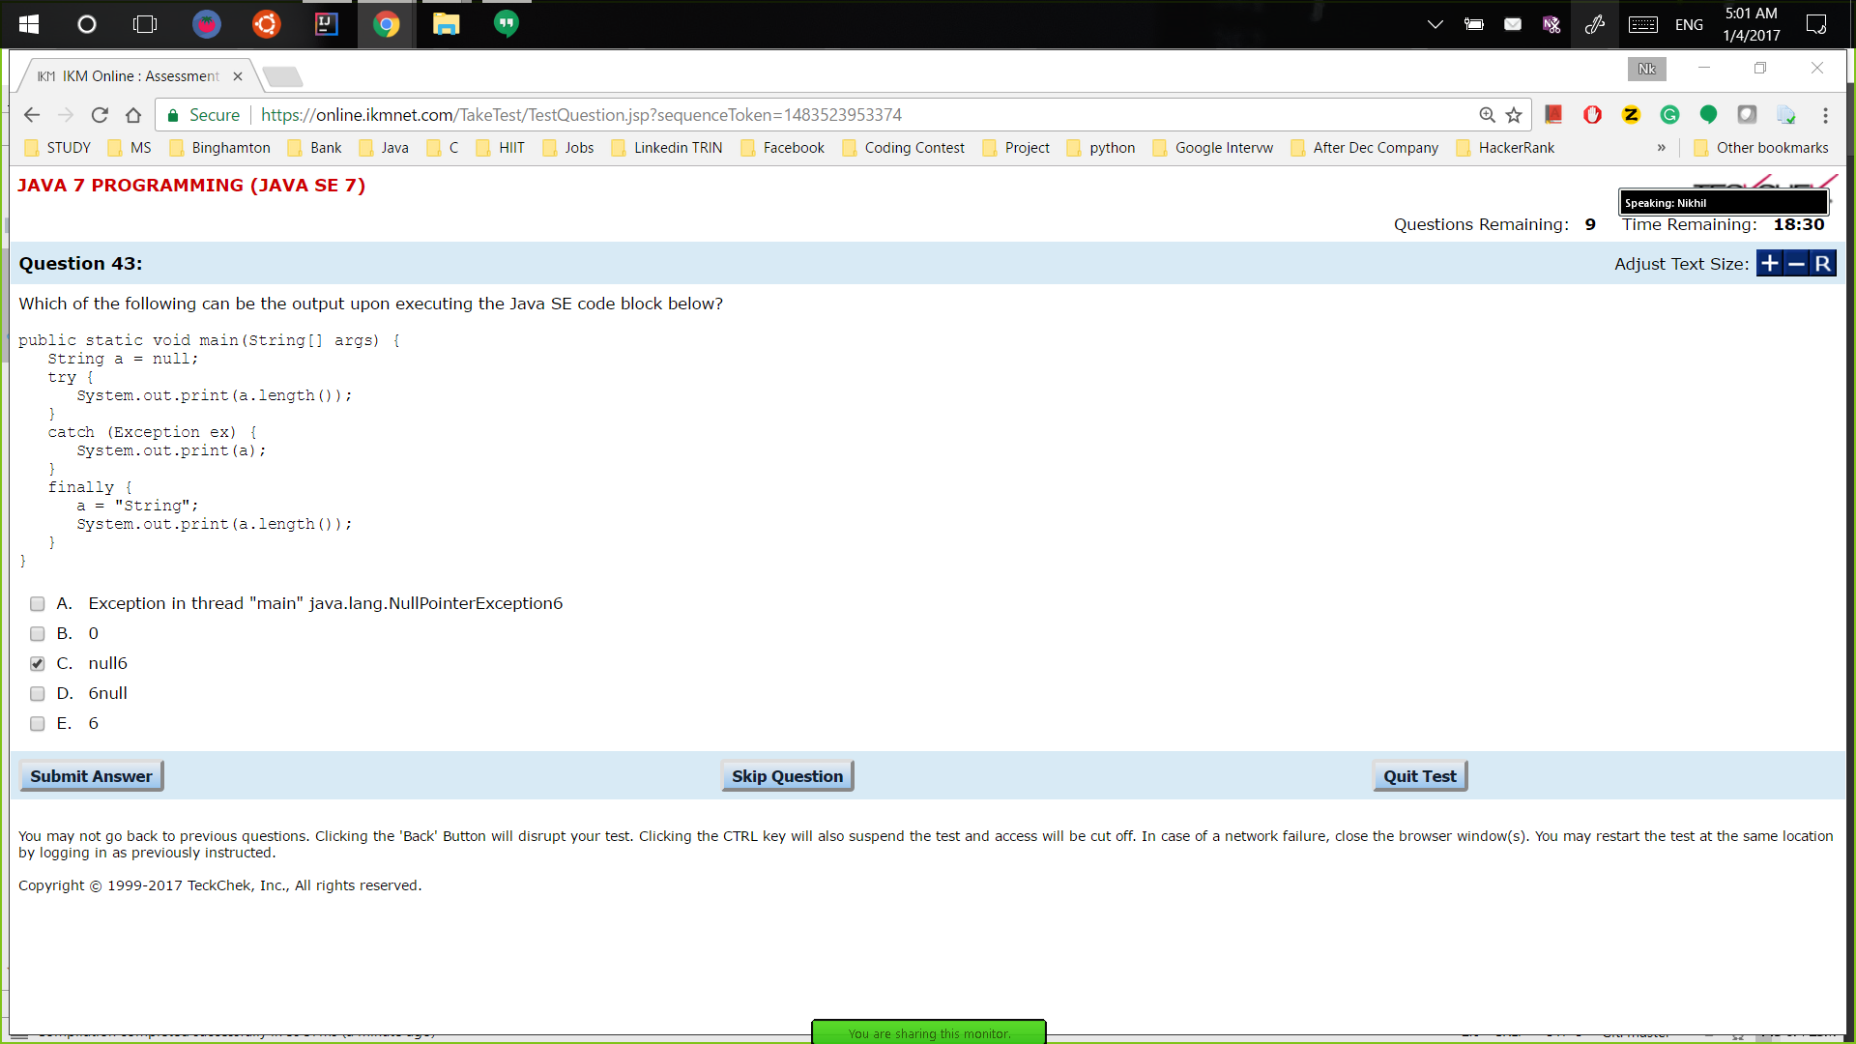 ENG
5:01 AM
1/4/2017
IKM IKM Online : Assessment
Nk
Secure https://online.ikmnet.com/TakeTest/TestQuestion.jsp?sequenceToken=1483523953374
STUDY MS Binghamton Bank Java C HIIT Jobs Linkedin TRIN Facebook Coding Contest Project python Google Intervw After Dec Company HackerRank » Other bookmarks
JAVA 7 PROGRAMMING (JAVA SE 7)
Speaking: Nikhil
Questions Remaining: 9 Time Remaining: 18:30
Question 43:
Adjust Text Size: + – R
Which of the following can be the output upon executing the Java SE code block below?
public static void main(String[] args) {
String a = null;
try {
System.out.print(a.length());
}
catch (Exception ex) {
System.out.print(a);
}
finally {
a = "String";
System.out.print(a.length());
}
}
A. Exception in thread "main" java.lang.NullPointerException6
B. 0
C. null6
D. 6null
E. 6
Submit Answer Skip Question Quit Test
You may not go back to previous questions. Clicking the 'Back' Button will disrupt your test. Clicking the CTRL key will also suspend the test and access will be cut off. In case of a network failure, close the browser window(s). You may restart the test at the same location
by logging in as previously instructed.
Copyright © 1999-2017 TeckChek, Inc., All rights reserved.
You are sharing this monitor.